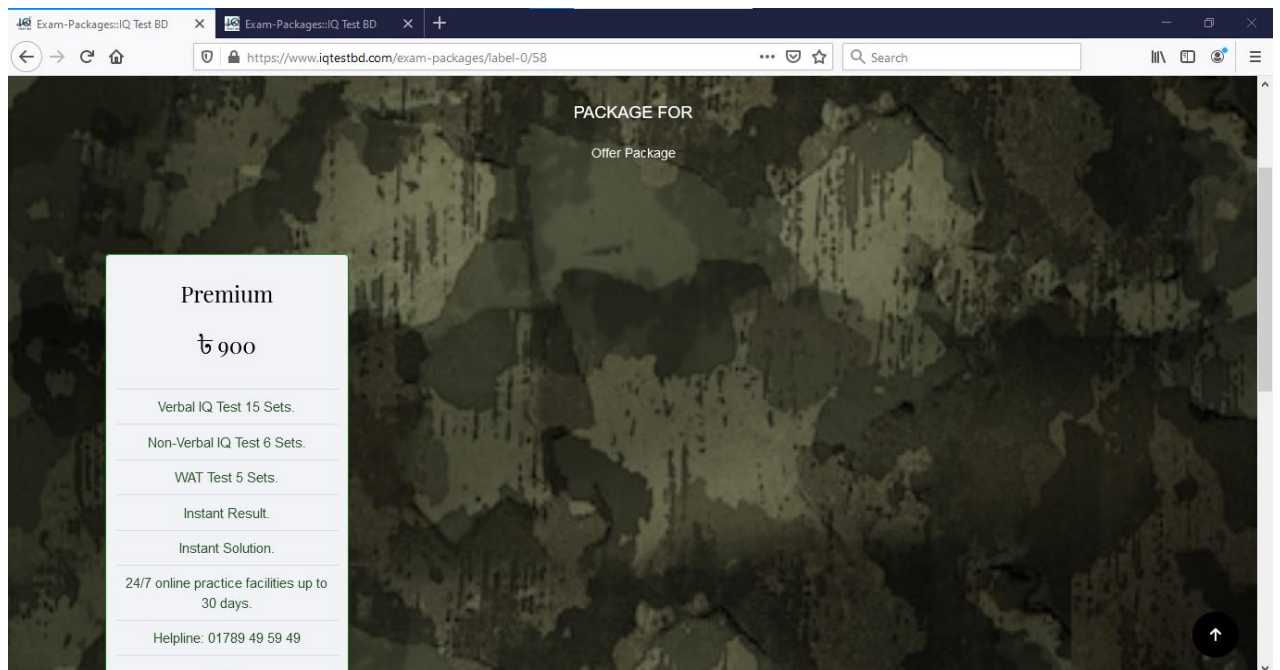 Exam-Packages::IQ Test BD
Exam-Packages::IQ Test BD
https://www.iqtestbd.com/exam-packages/label-0/58
Search
PACKAGE FOR
Offer Package
Premium
৳ 900
Verbal IQ Test 15 Sets.
Non-Verbal IQ Test 6 Sets.
WAT Test 5 Sets.
Instant Result.
Instant Solution.
24/7 online practice facilities up to
30 days.
Helpline: 01789 49 59 49